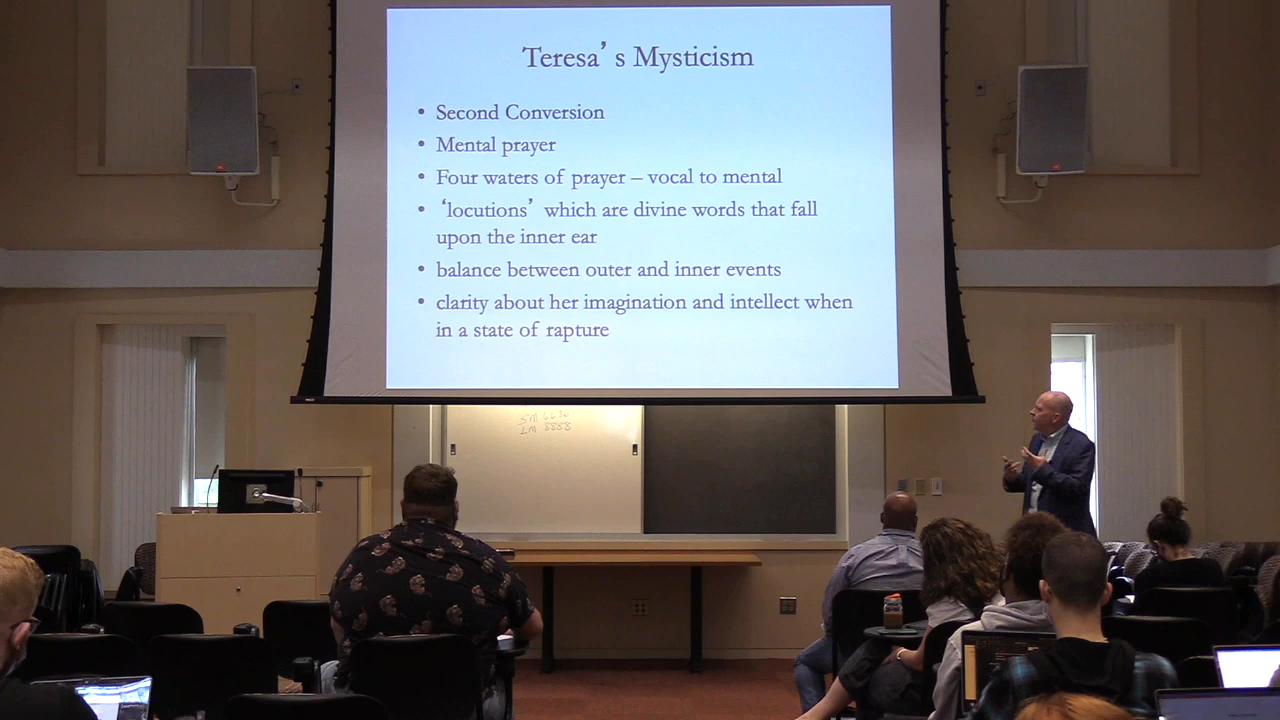 Teresa’s Mysticism
• Second Conversion
• Mental prayer
• Four waters of prayer – vocal to mental
• ‘locutions’ which are divine words that fall
upon the inner ear
• balance between outer and inner events
• clarity about her imagination and intellect when
in a state of rapture
8888